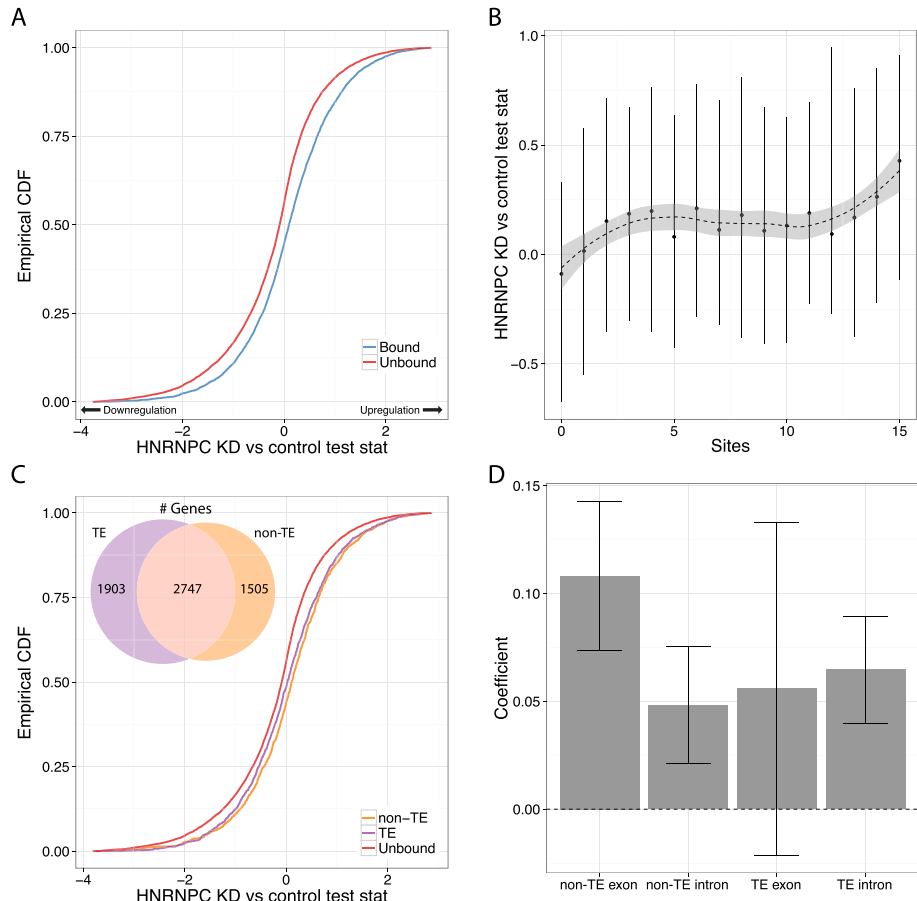 A
Empirical CDF
1.00
0.75
0.50
0.25
0.00
Bound
Unbound
Downregulation
Upregulation
−4
−2
0
2
HNRNPC KD vs control test stat
B
HNRNPC KD vs control test stat
1.0
0.5
0.0
−0.5
0
5
10
15
Sites
C
Empirical CDF
1.00
0.75
0.50
0.25
0.00
# Genes
TE
non-TE
1903
2747
1505
non−TE
TE
Unbound
−4
−2
0
2
HNRNPC KD vs control test stat
D
Coefficient
0.15
0.10
0.05
0.00
non-TE exon
non-TE intron
TE exon
TE intron